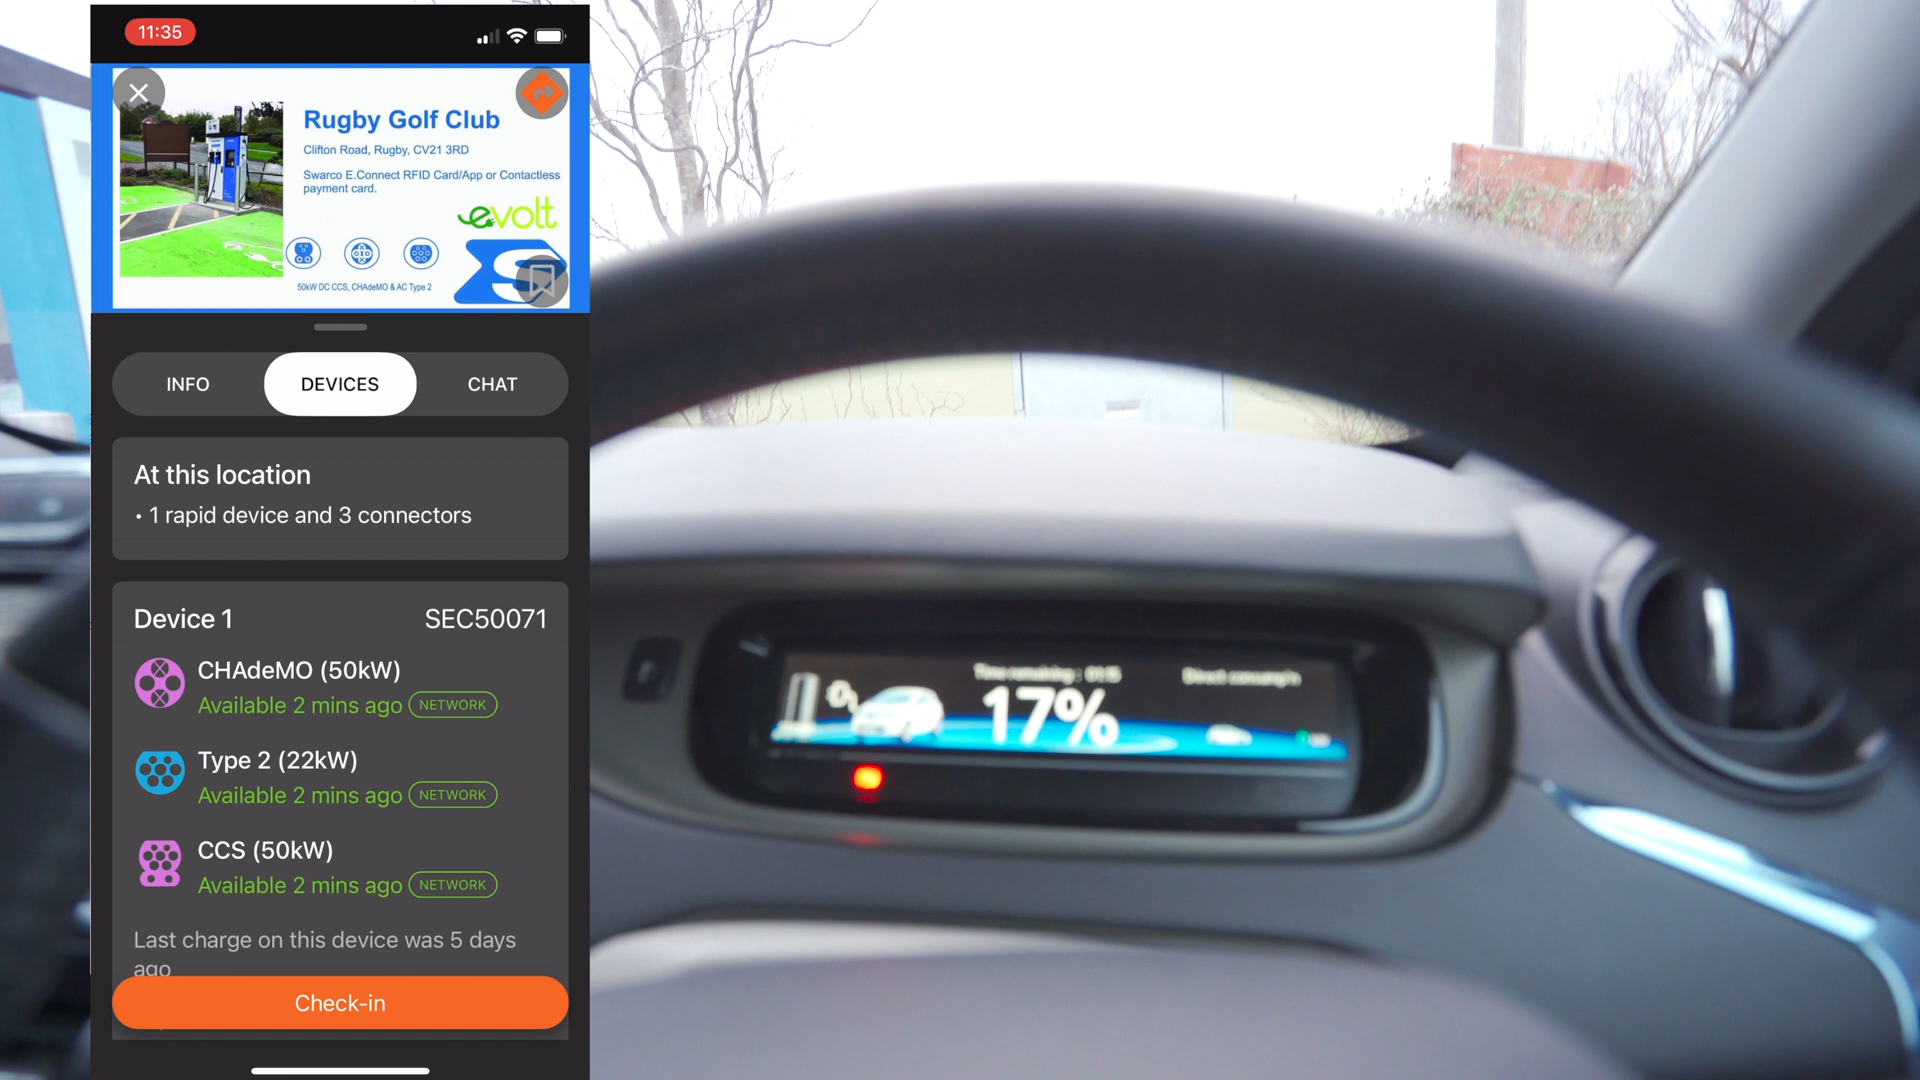 11:35
Rugby Golf Club
Clifton Road, Rugby, CV21 3RD
Swarco E.Connect RFID Card/App or Contactless
payment card.
evolt
50kW DC CCS, CHAdeMO & AC Type 2
S
INFO
DEVICES
CHAT
At this location
• 1 rapid device and 3 connectors
Device 1
SEC50071
CHAdeMO (50kW)
Available 2 mins ago NETWORK
Type 2 (22kW)
Available 2 mins ago NETWORK
CCS (50kW)
Available 2 mins ago NETWORK
Last charge on this device was 5 days
ago
Check-in
Time remaining :
17%